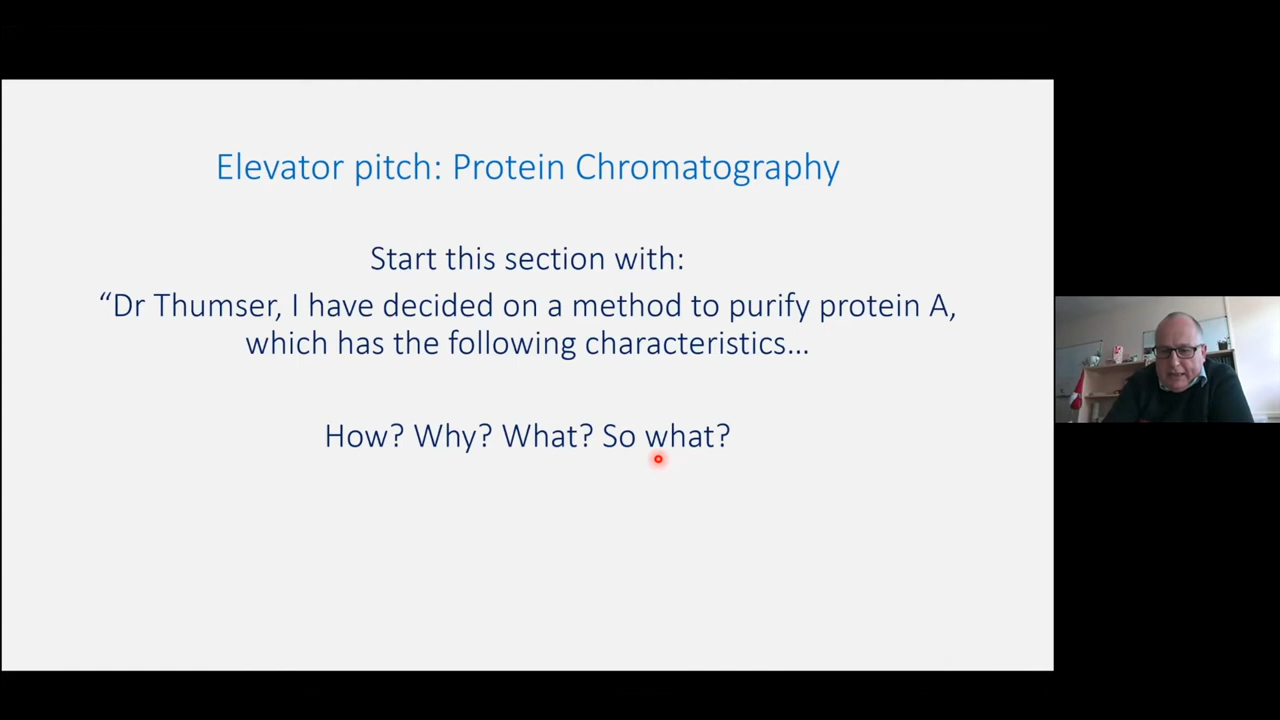 Elevator pitch: Protein Chromatography
Start this section with:
“Dr Thumser, I have decided on a method to purify protein A,
which has the following characteristics…
How? Why? What? So what?